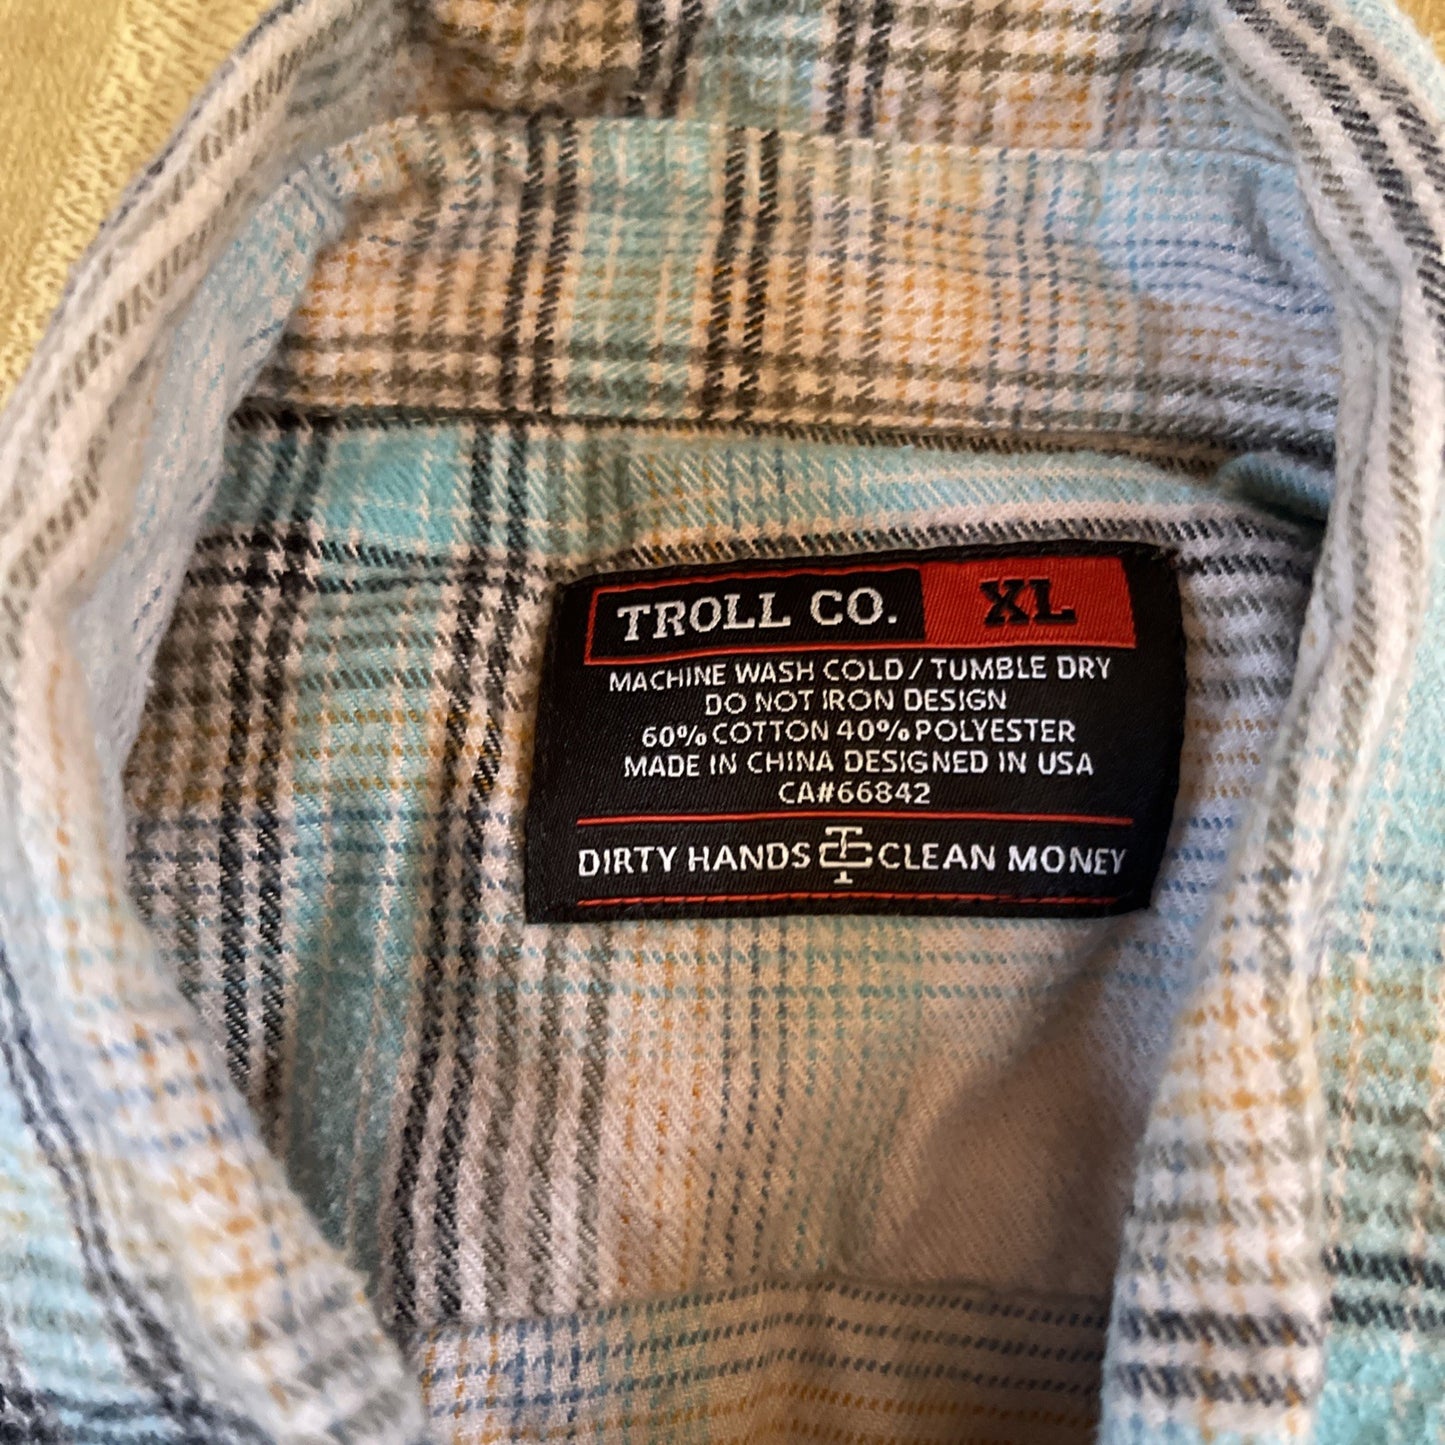 TROLL CO. XL
MACHINE WASH COLD / TUMBLE DRY
DO NOT IRON DESIGN
60% COTTON 40% POLYESTER
MADE IN CHINA DESIGNED IN USA
CA#66842
DIRTY HANDS TC CLEAN MONEY